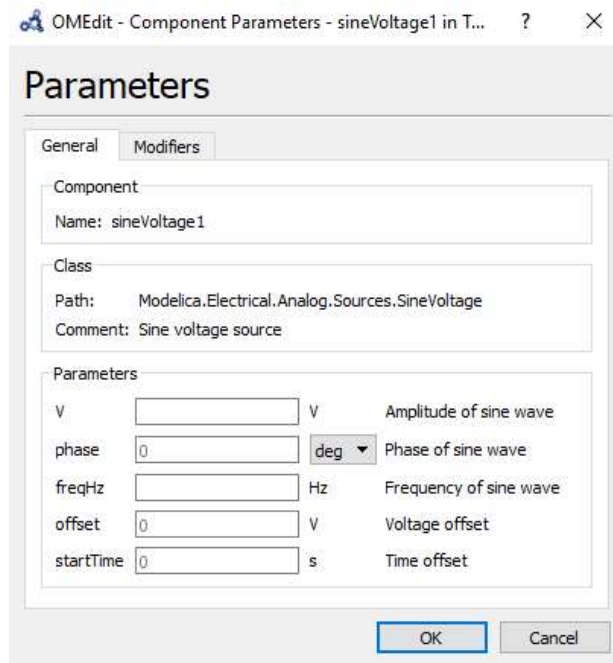 OMEdit - Component Parameters - sineVoltage1 in T... ? ×
Parameters
General Modifiers
Component
Name: sineVoltage1
Class
Path: Modelica.Electrical.Analog.Sources.SineVoltage
Comment: Sine voltage source
Parameters
V V Amplitude of sine wave
phase 0 deg Phase of sine wave
freqHz Hz Frequency of sine wave
offset 0 V Voltage offset
startTime 0 s Time offset
OK Cancel